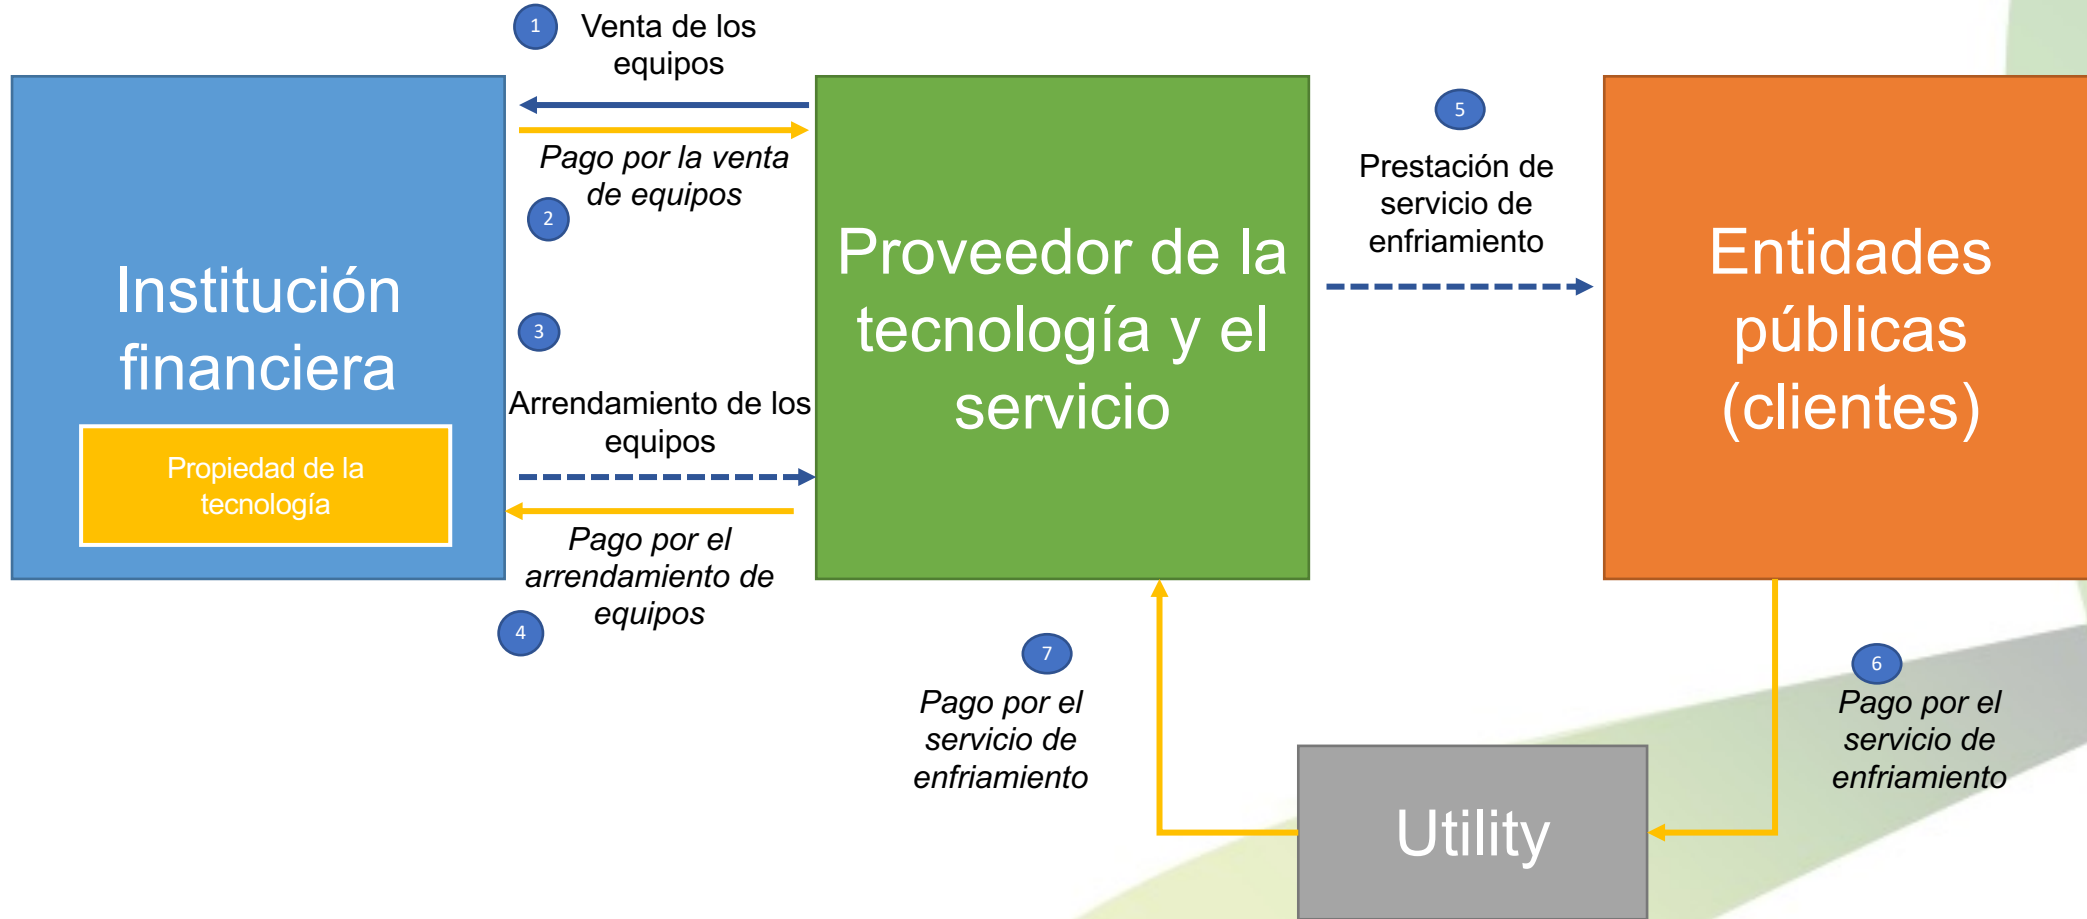 1
Venta de los
equipos
Pago por la venta
de equipos
2
Institución
financiera
Propiedad de la
tecnología
3
Arrendamiento de los
equipos
Pago por el
arrendamiento de
equipos
4
Proveedor de la
tecnología y el
servicio
5
Prestación de
servicio de
enfriamiento
Entidades
públicas
(clientes)
7
Pago por el
servicio de
enfriamiento
Utility
6
Pago por el
servicio de
enfriamiento